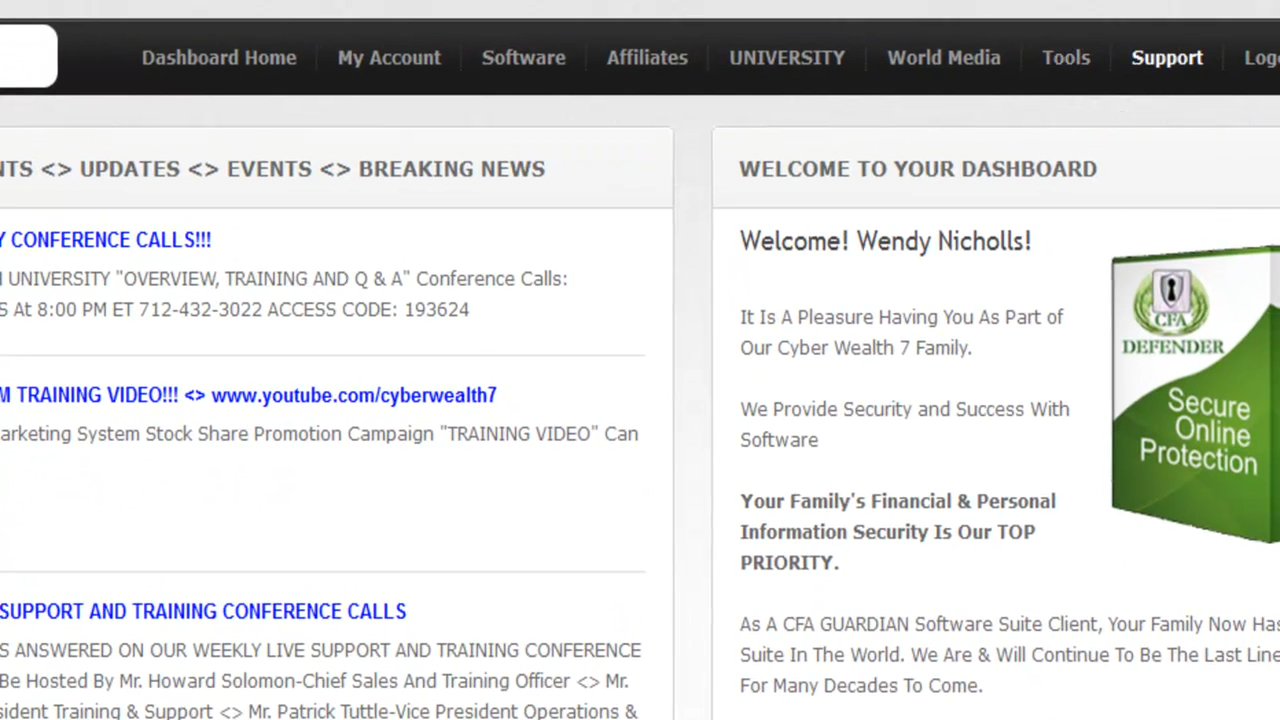 Dashboard Home My Account Software Affiliates UNIVERSITY World Media Tools Support
<> UPDATES <> EVENTS <> BREAKING NEWS
CONFERENCE CALLS!!!
UNIVERSITY "OVERVIEW, TRAINING AND Q & A" Conference Calls:
At 8:00 PM ET 712-432-3022 ACCESS CODE: 193624
TRAINING VIDEO!!! <> www.youtube.com/cyberwealth7
Marketing System Stock Share Promotion Campaign "TRAINING VIDEO" Can
SUPPORT AND TRAINING CONFERENCE CALLS
ANSWERED ON OUR WEEKLY LIVE SUPPORT AND TRAINING CONFERENCE
Be Hosted By Mr. Howard Solomon-Chief Sales And Training Officer <> Mr.
Training & Support <> Mr. Patrick Tuttle-Vice President Operations &
WELCOME TO YOUR DASHBOARD
Welcome! Wendy Nicholls!
It Is A Pleasure Having You As Part of
Our Cyber Wealth 7 Family.
We Provide Security and Success With
Software
Your Family's Financial & Personal
Information Security Is Our TOP
PRIORITY.
As A CFA GUARDIAN Software Suite Client, Your Family Now Has
Suite In The World. We Are & Will Continue To Be The Last Line
For Many Decades To Come.
CFA
DEFENDER
Secure
Online
Protection